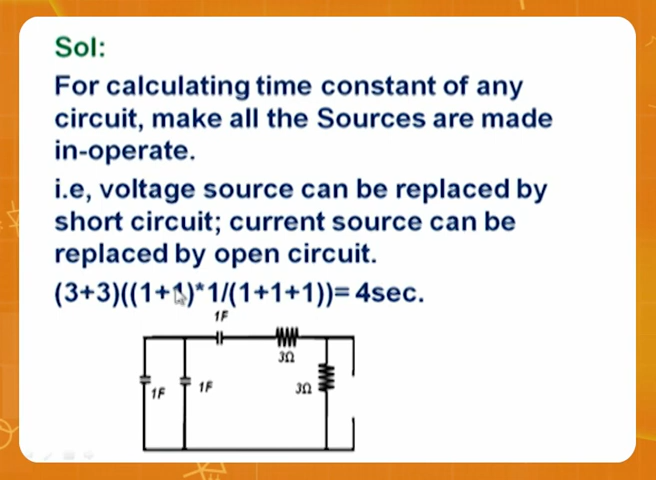 Sol:
For calculating time constant of any
circuit, make all the Sources are made
in-operate.
i.e, voltage source can be replaced by
short circuit; current source can be
replaced by open circuit.
(3+3)((1+1)*1/(1+1+1))= 4sec.
1F
3Ω
1F
1F
3Ω